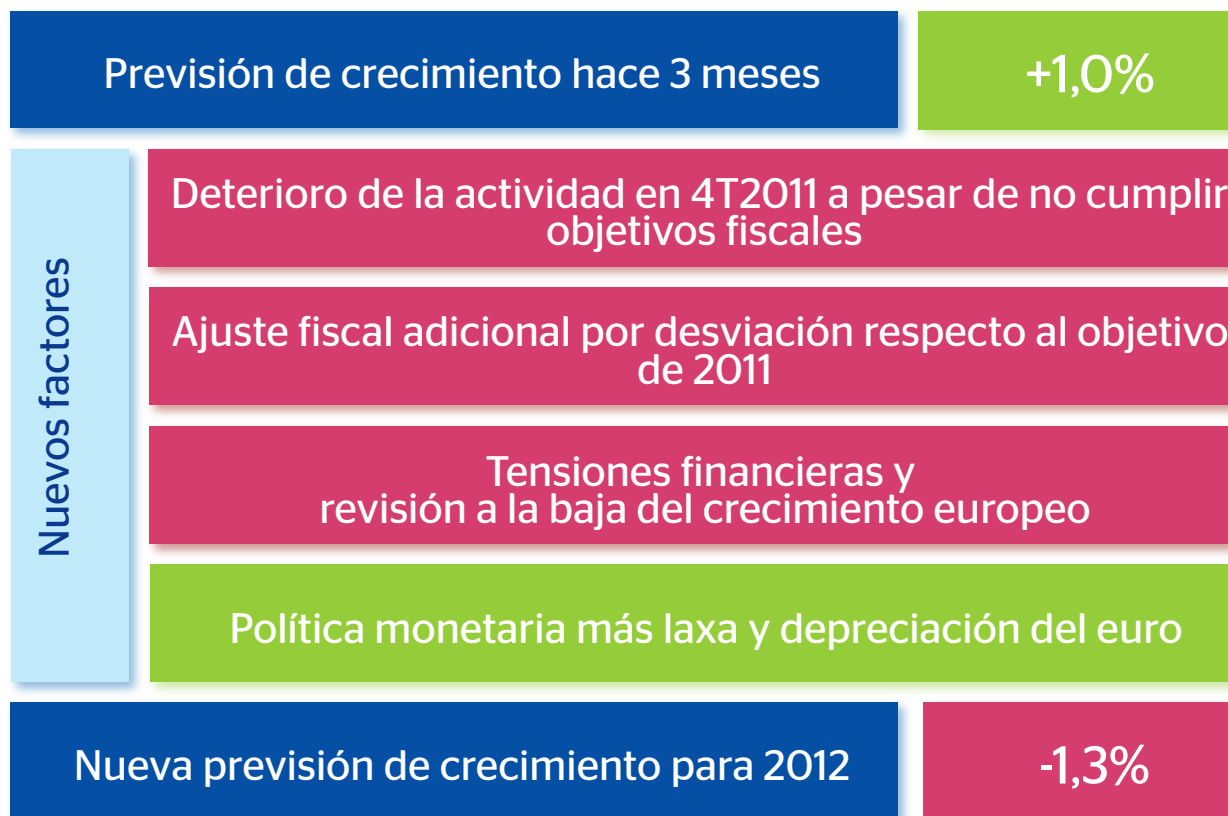 Previsión de crecimiento hace 3 meses
+1,0%
Nuevos factores
Deterioro de la actividad en 4T2011 a pesar de no cumplir
objetivos fiscales
Ajuste fiscal adicional por desviación respecto al objetivo
de 2011
Tensiones financieras y
revisión a la baja del crecimiento europeo
Política monetaria más laxa y depreciación del euro
Nueva previsión de crecimiento para 2012
-1,3%